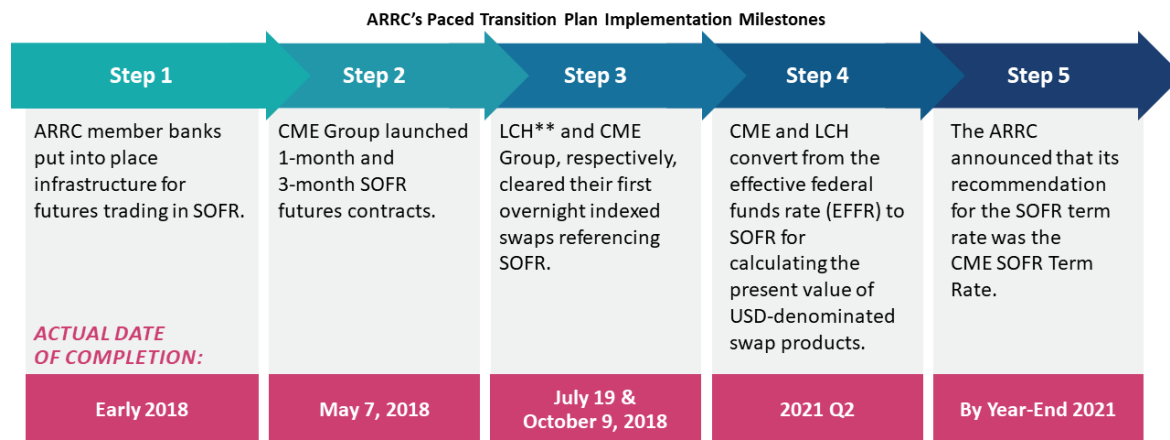 ARRC's Paced Transition Plan Implementation Milestones
Step 1
ARRC member banks
put into place
infrastructure for
futures trading in SOFR.
ACTUAL DATE
OF COMPLETION:
Early 2018
Step 2
CME Group launched
1-month and
3-month SOFR
futures contracts.
May 7, 2018
Step 3
LCH** and CME
Group, respectively,
cleared their first
overnight indexed
swaps referencing
SOFR.
July 19 &
October 9, 2018
Step 4
CME and LCH
convert from the
effective federal
funds rate (EFFR) to
SOFR for
calculating the
present value of
USD-denominated
swap products.
2021 Q2
Step 5
The ARRC
announced that its
recommendation
for the SOFR term
rate was the
CME SOFR Term
Rate.
By Year-End 2021